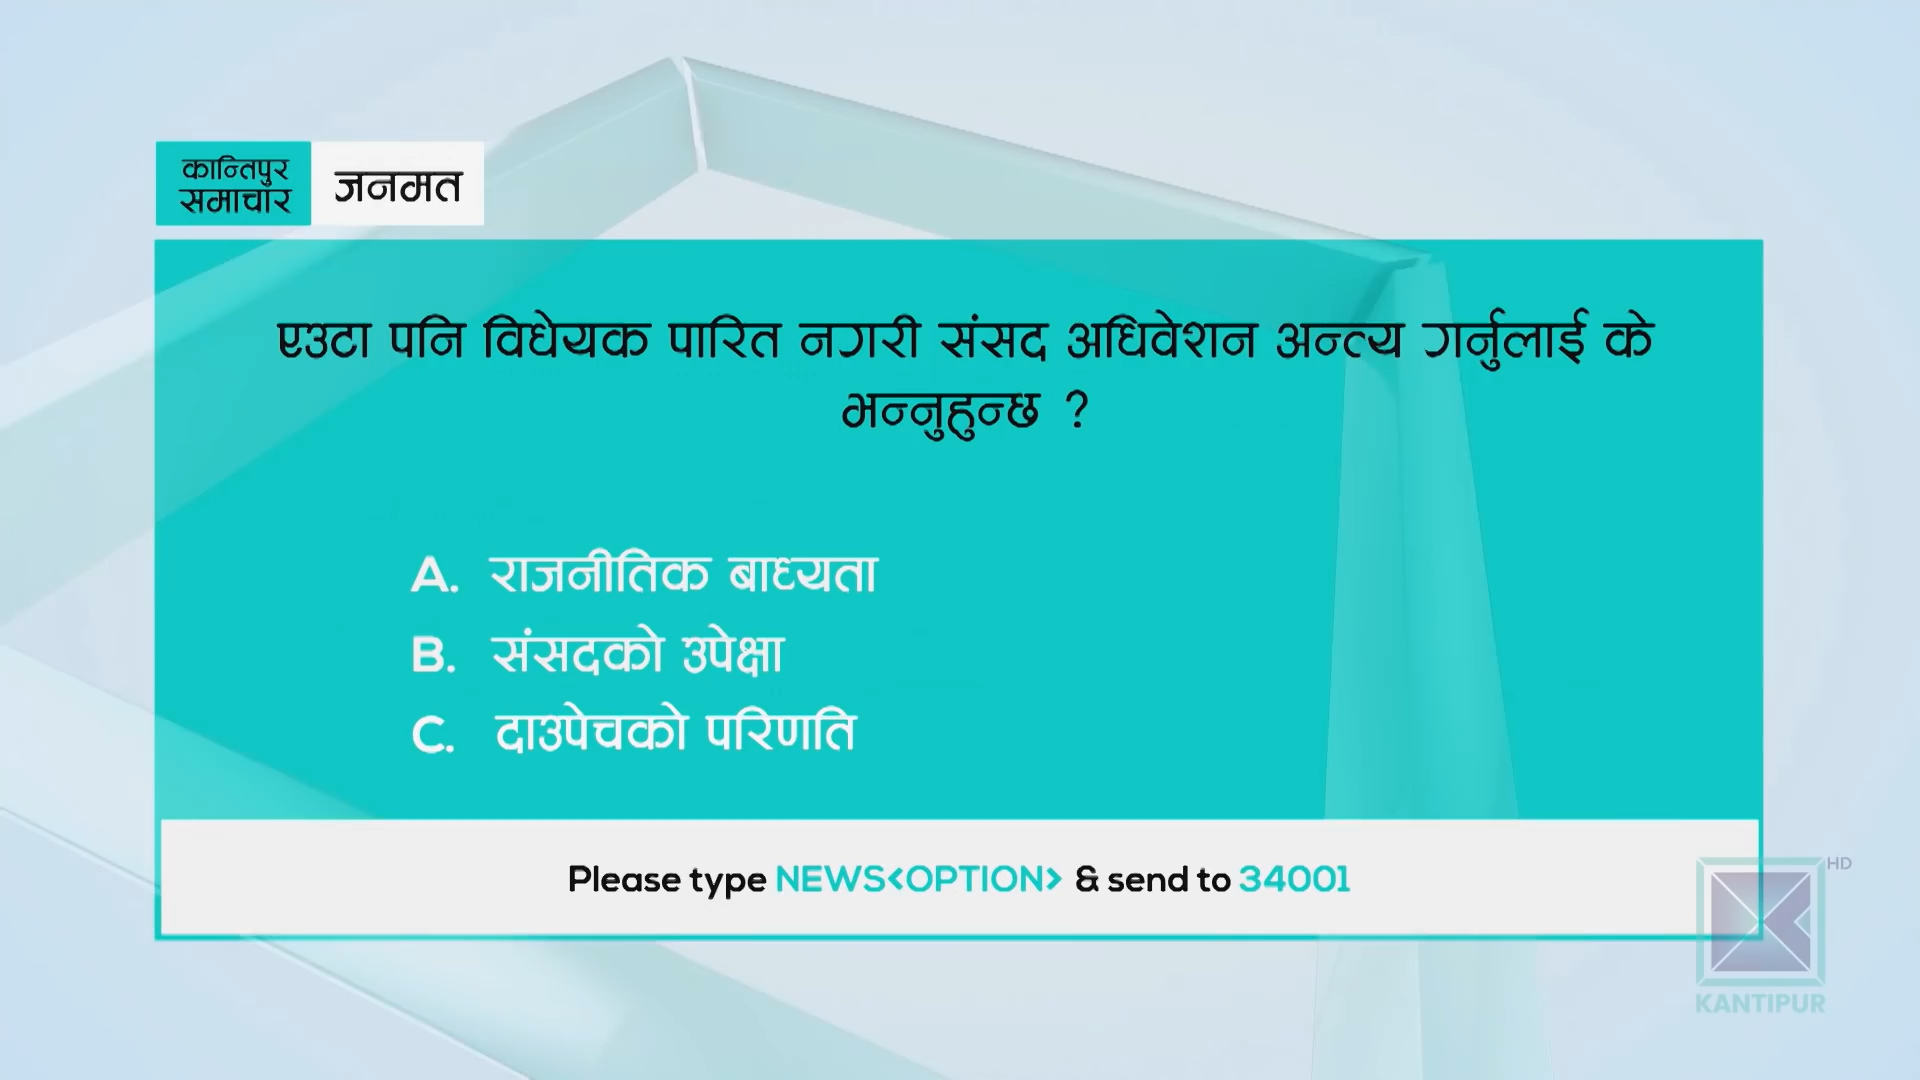 कान्तिपुर
समाचार
जनमत
एउटा पनि विधेयक पारित नगरी संसद अधिवेशन अन्त्य गर्नुलाई के
भन्नुहुन्छ ?
A. राजनीतिक बाध्यता
B. संसदको उपेक्षा
C. दाउपेचको परिणति
Please type NEWS<OPTION> & send to 34001
HD
KANTIPUR